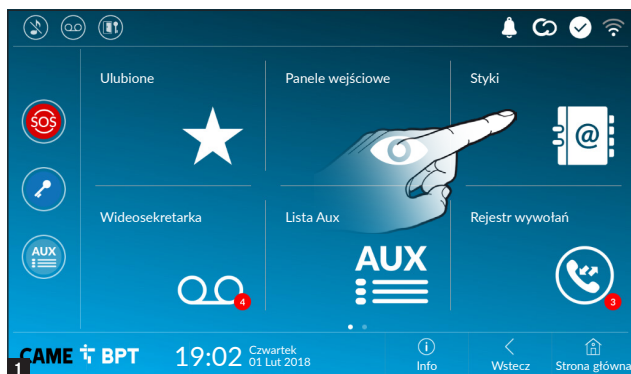 Ulubione
Panele wejściowe
Styki
SOS
@
Wideosekretarka
Lista Aux
Rejestr wywołań
AUX
AUX
4
3
CAME BPT
19:02
Czwartek
01 Lut 2018
Info
Wstecz
Strona główna
1